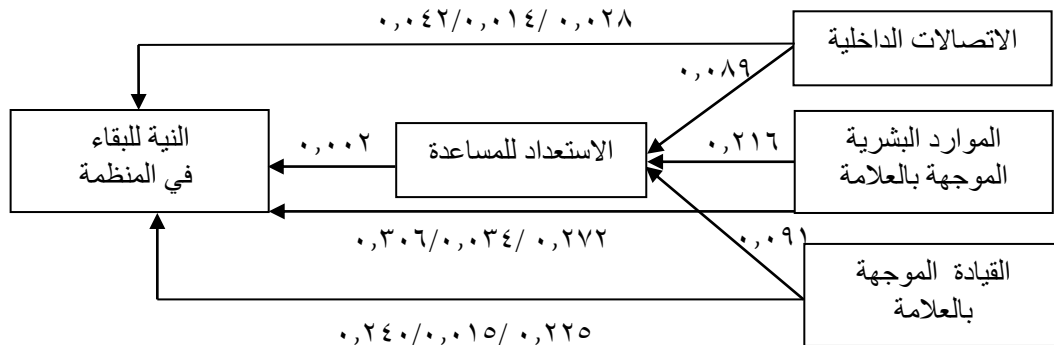 ٠,٠٤٢/٠,٠١٤/ ٠,٠٢٨
الاتصالات الداخلية
٠,٠٨٩
النية للبقاء
في المنظمة
٠,٠٠٢
الاستعداد للمساعدة
٠,٢١٦
الموارد البشرية
الموجهة بالعلامة
٠,٣٠٦/٠,٠٣٤/ ٠,٢٧٢
٠,٠٩١
القيادة الموجهة
بالعلامة
٠,٢٤٠/٠,٠١٥/ ٠,٢٢٥